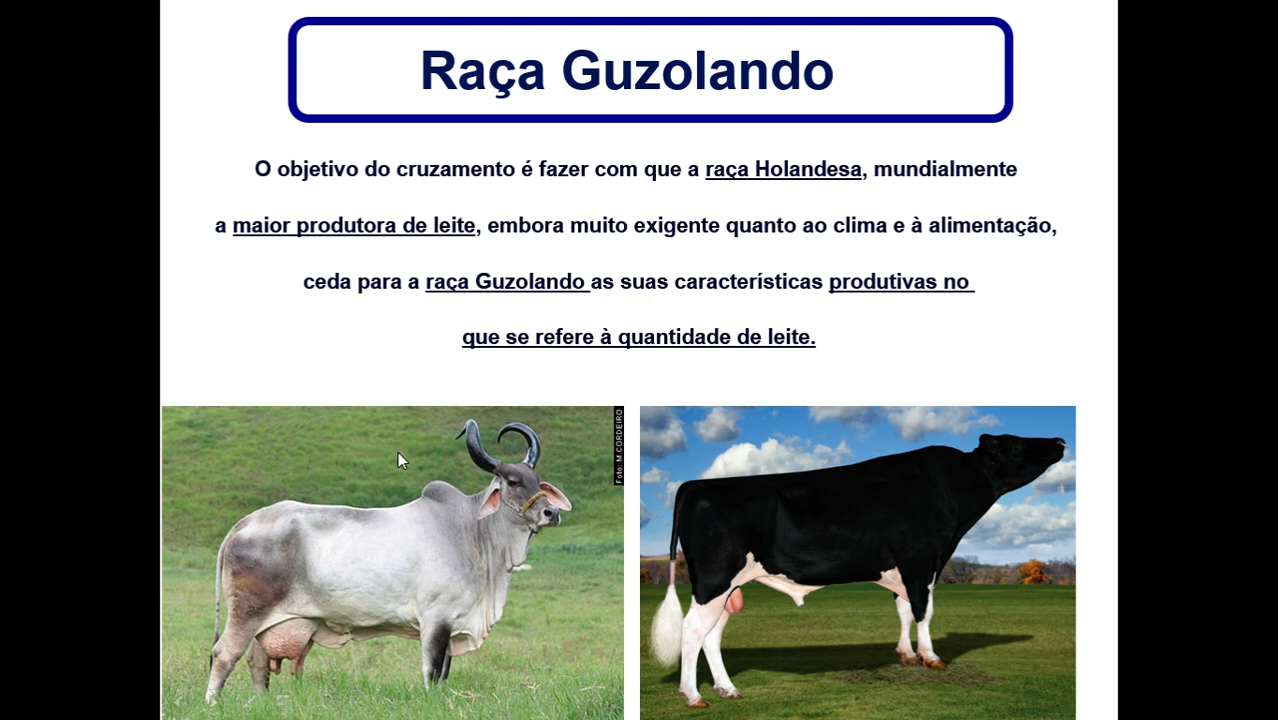 Raça Guzolando
O objetivo do cruzamento é fazer com que a raça Holandesa, mundialmente
a maior produtora de leite, embora muito exigente quanto ao clima e à alimentação,
ceda para a raça Guzolando as suas características produtivas no
que se refere à quantidade de leite.
Foto: M.CORDEIRO